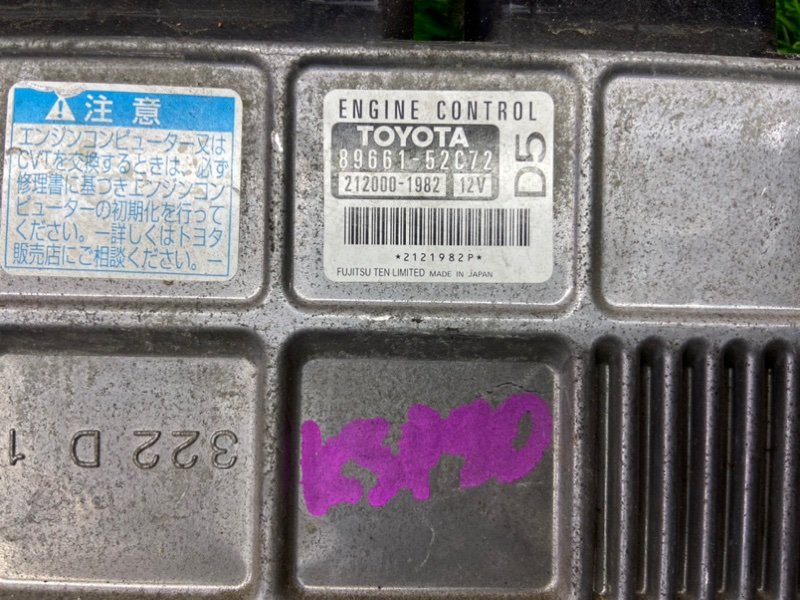 注意
エンジンコンピューター又は
CVTを交換するときは、必ず
修理書に基づきエンジンコン
ピューターの初期化を行って
ください。ー詳しくはトヨタ
販売店にご相談ください。ー
ENGINE CONTROL
TOYOTA
89661-52C72
212000-1982 12V
D5
*2121982P*
FUJITSU TEN LIMITED MADE IN JAPAN
322 D 1
KSP90